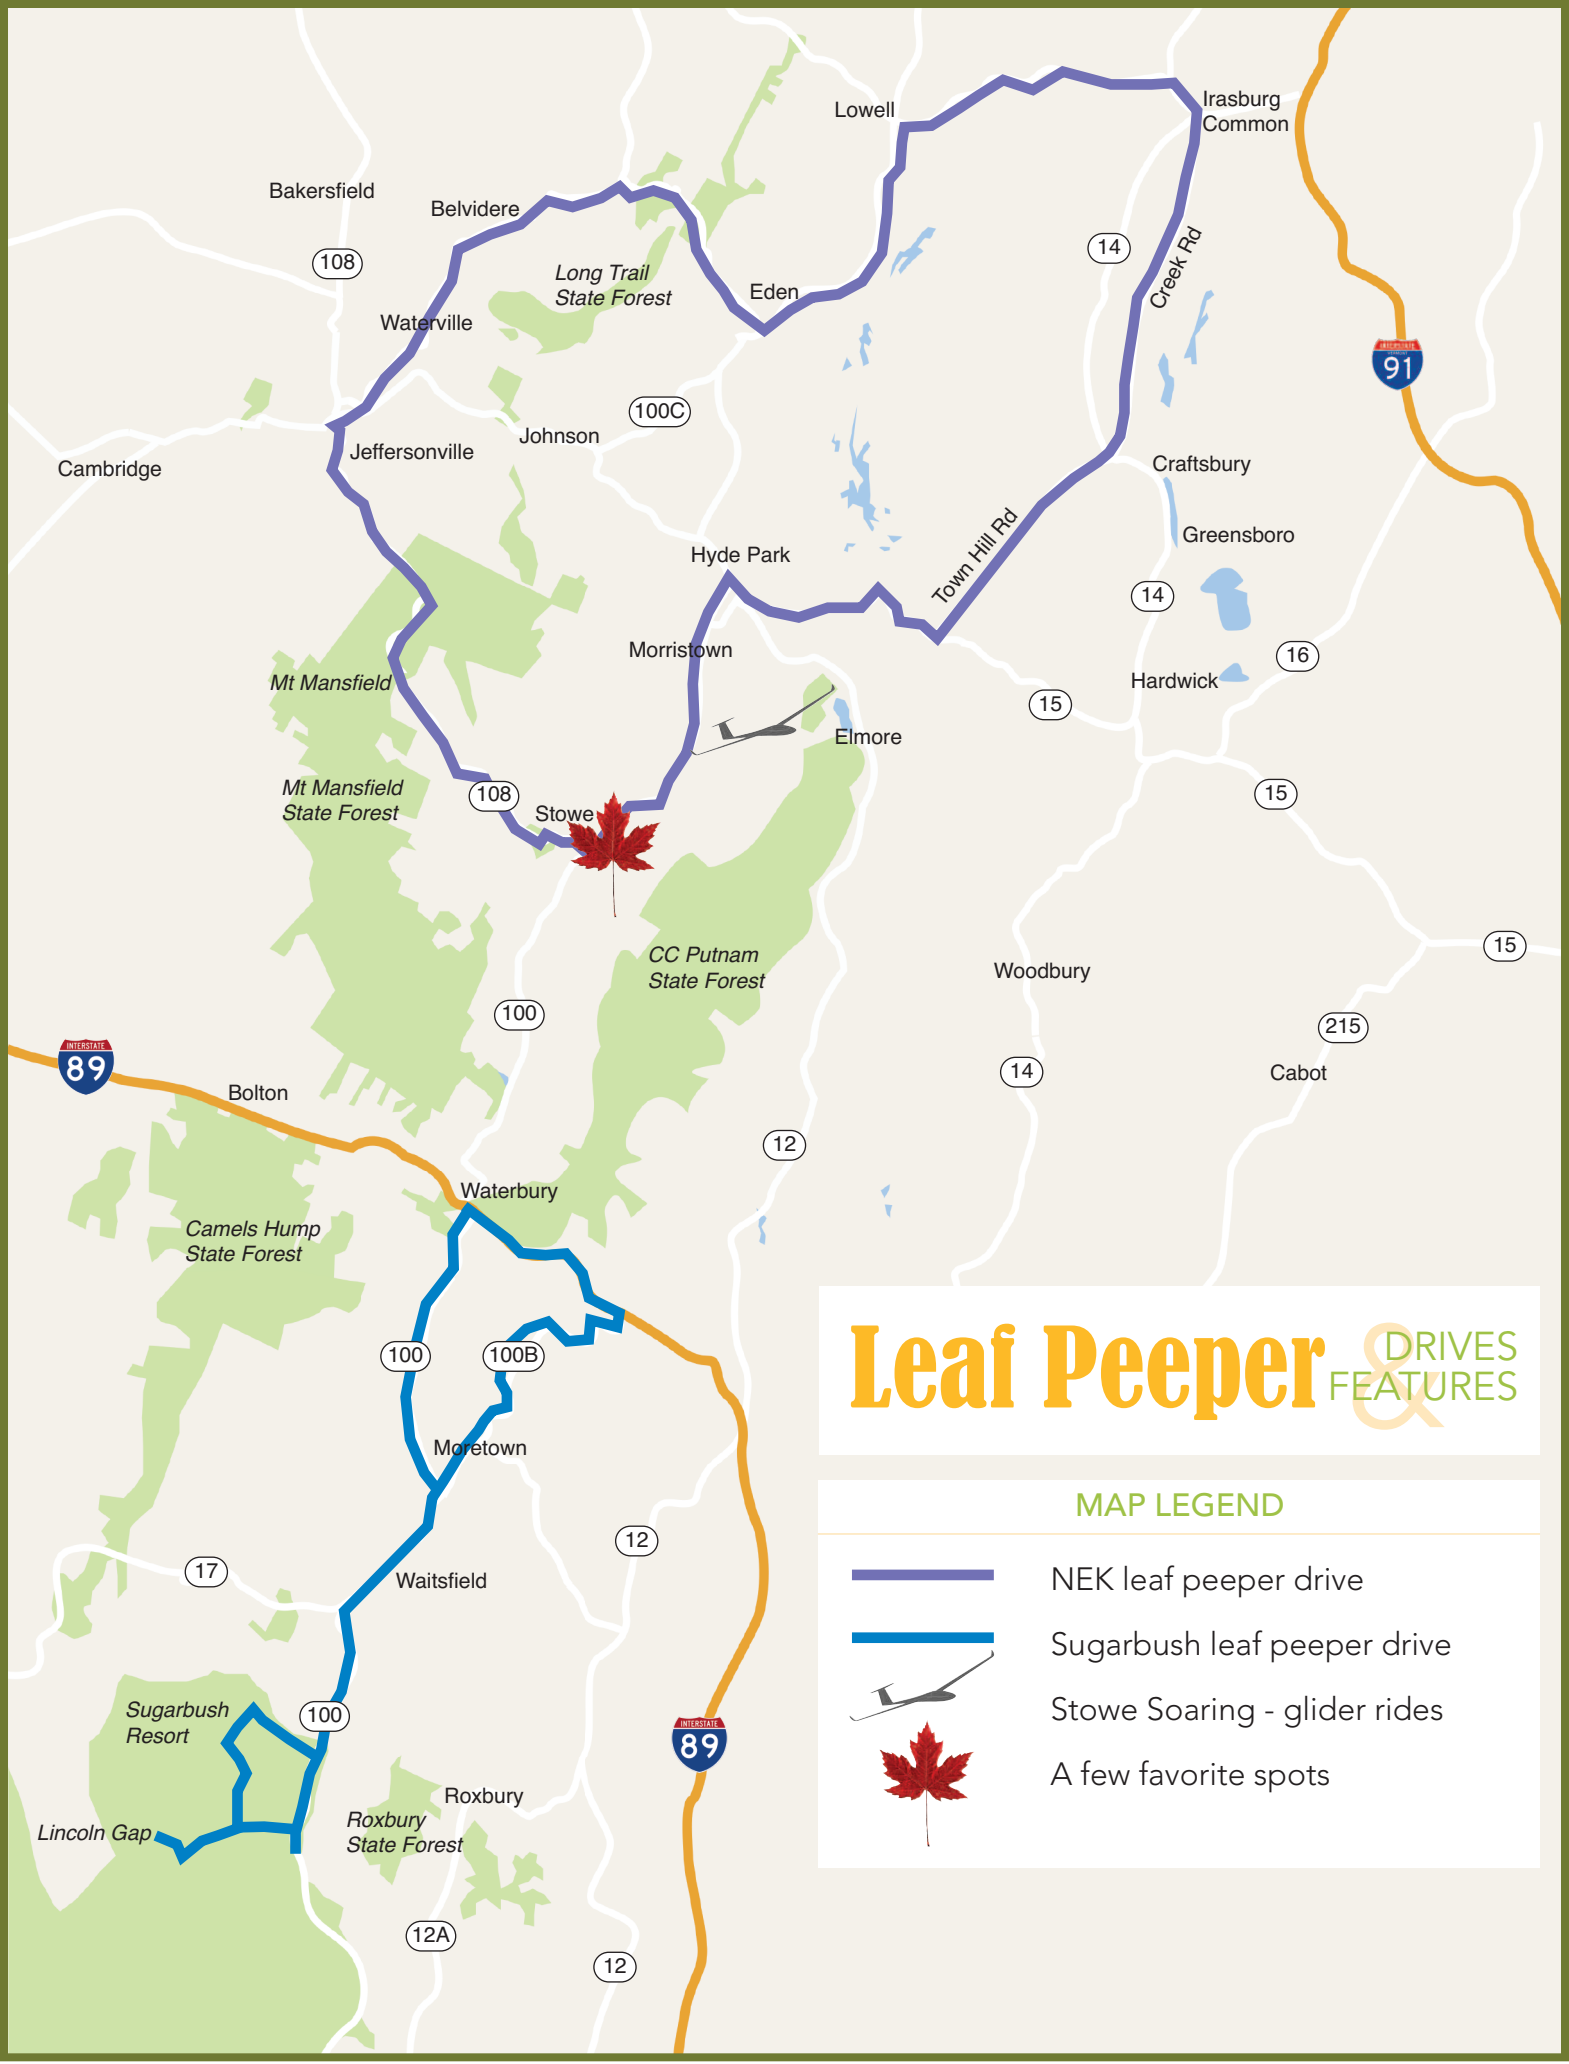 Lowell
Irasburg
Common
Bakersfield
Belvidere
108
14
Creek Rd
Long Trail
State Forest
Eden
Waterville
INTERSTATE
VERMONT
91
100C
Johnson
Jeffersonville
Cambridge
Craftsbury
Greensboro
Town Hill Rd
Hyde Park
14
Morristown
16
Mt Mansfield
Hardwick
15
Elmore
Mt Mansfield
State Forest
108
Stowe
15
CC Putnam
State Forest
15
Woodbury
100
215
INTERSTATE
89
14
Cabot
Bolton
12
Waterbury
Camels Hump
State Forest
100
100B
Leaf Peeper & DRIVES
FEATURES
Moretown
MAP LEGEND
12
17
Waitsfield
NEK leaf peeper drive
Sugarbush leaf peeper drive
Stowe Soaring - glider rides
A few favorite spots
Sugarbush
Resort
100
INTERSTATE
89
Roxbury
Roxbury
State Forest
Lincoln Gap
12A
12